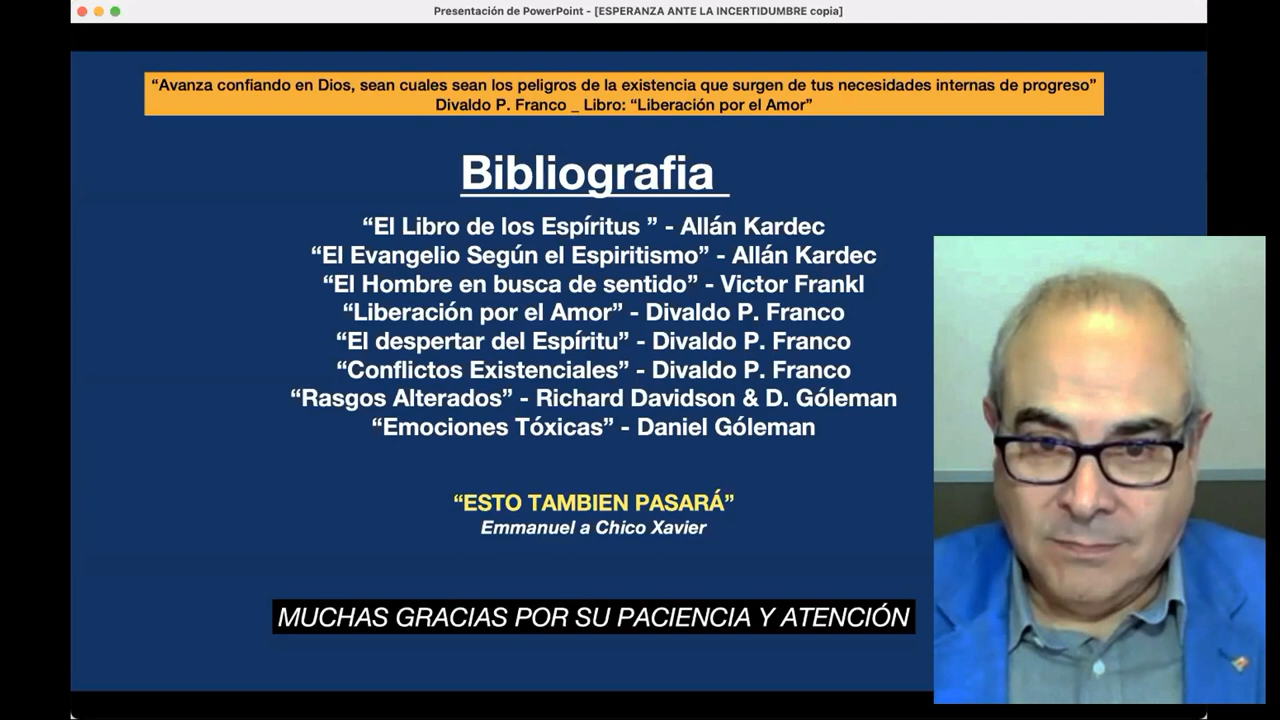 Presentación de PowerPoint - [ESPERANZA ANTE LA INCERTIDUMBRE copia]
“Avanza confiando en Dios, sean cuales sean los peligros de la existencia que surgen de tus necesidades internas de progreso”
Divaldo P. Franco _ Libro: “Liberación por el Amor”
Bibliografia
“El Libro de los Espíritus ” - Allán Kardec
“El Evangelio Según el Espiritismo” - Allán Kardec
“El Hombre en busca de sentido” - Victor Frankl
“Liberación por el Amor” - Divaldo P. Franco
“El despertar del Espíritu” - Divaldo P. Franco
“Conflictos Existenciales” - Divaldo P. Franco
“Rasgos Alterados” - Richard Davidson & D. Góleman
“Emociones Tóxicas” - Daniel Góleman
“ESTO TAMBIEN PASARÁ”
Emmanuel a Chico Xavier
MUCHAS GRACIAS POR SU PACIENCIA Y ATENCIÓN